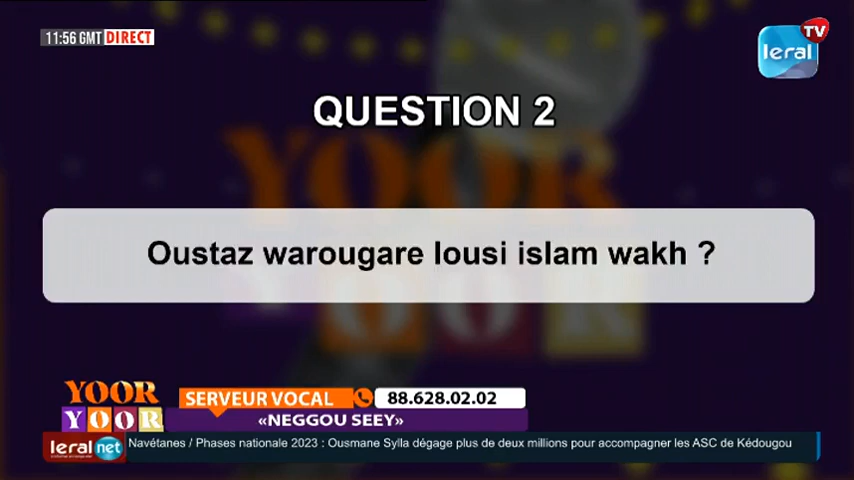 11:56 GMT DIRECT
leral TV
QUESTION 2
YOOR
YOOR
Oustaz warougare lousi islam wakh ?
YOOR
YOOR
SERVEUR VOCAL 88.628.02.02
«NEGGOU SEEY»
leral net
Navétanes / Phases nationale 2023 : Ousmane Sylla dégage plus de deux millions pour accompagner les ASC de Kédougou